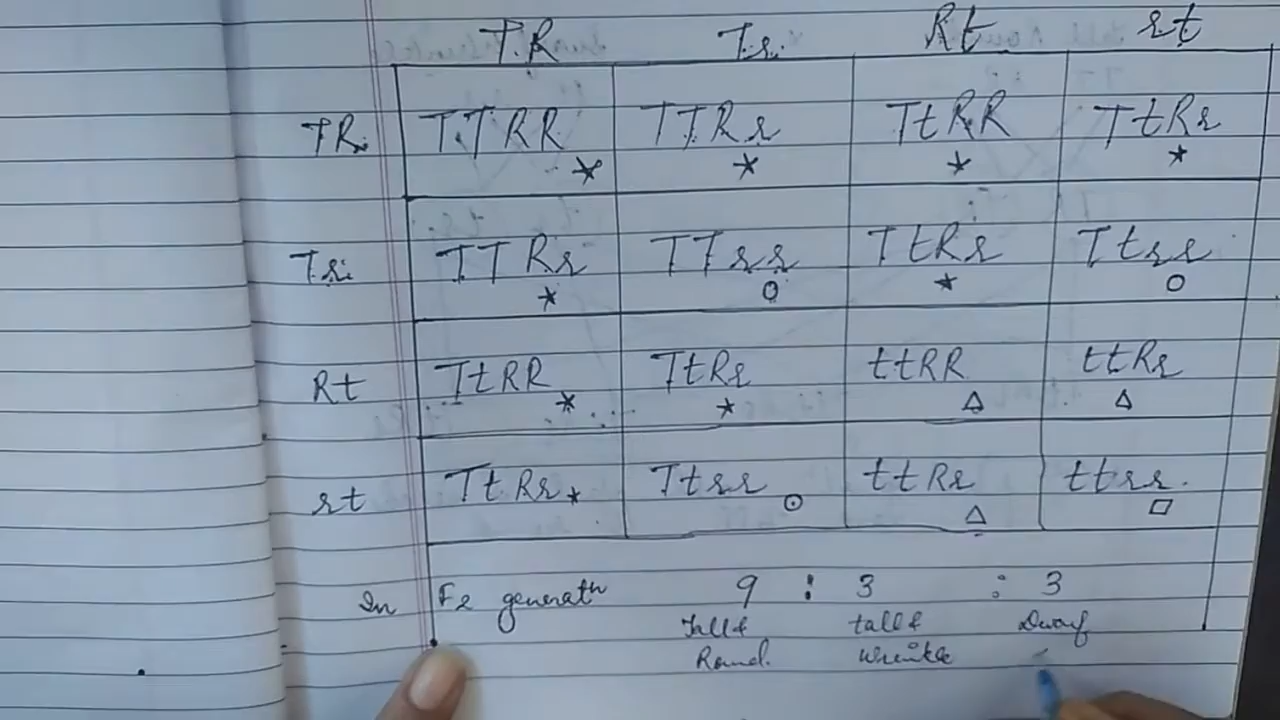 T.R Tr. Rt rt
TR. TTRR TTRr TtRR TtRr
Tr. TTRr TTrr TtRr Ttrr
Rt TtRR TtRr ttRR ttRr
rt TtRr Ttrr ttRr ttrr.
In F2 generatn 9 : 3 : 3
Tall & tall & Dwarf
Round. Wrinkle